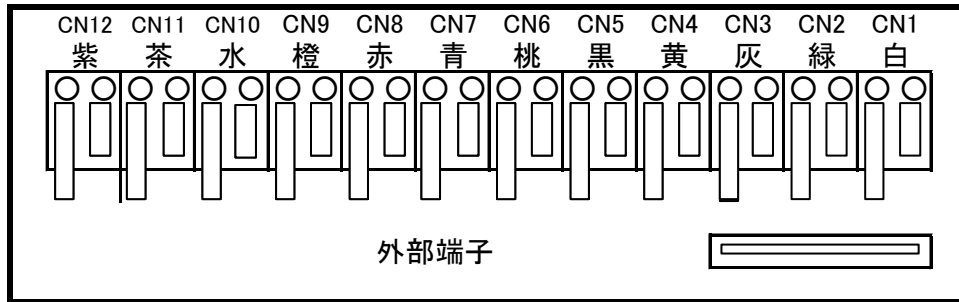 CN12 CN11 CN10 CN9 CN8 CN7 CN6 CN5 CN4 CN3 CN2 CN1
紫 茶 水 橙 赤 青 桃 黒 黄 灰 緑 白
外部端子